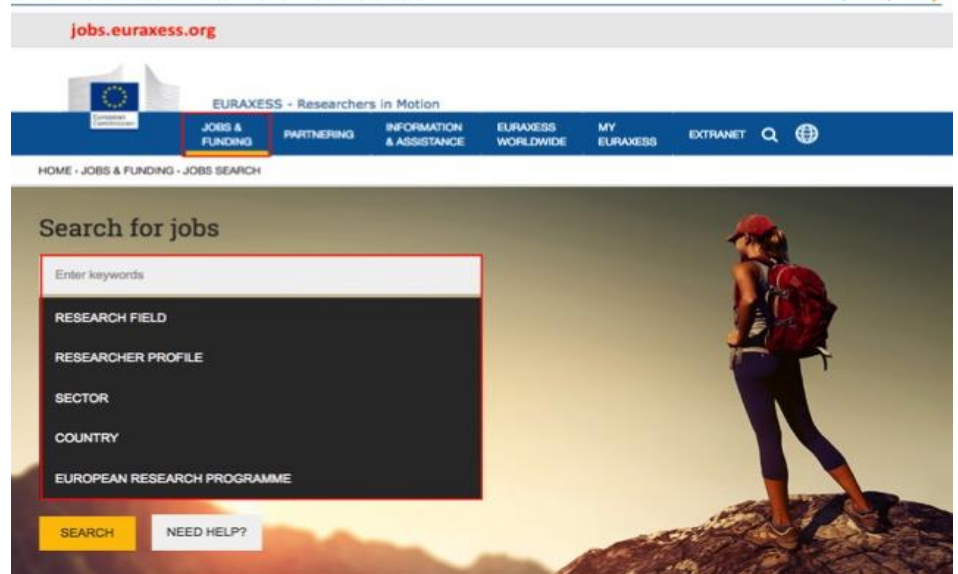 jobs.euraxess.org
European
Commission
EURAXESS - Researchers in Motion
JOBS &
FUNDING
PARTNERING
INFORMATION
& ASSISTANCE
EURAXESS
WORLDWIDE
MY
EURAXESS
EXTRANET
HOME › JOBS & FUNDING › JOBS SEARCH
Search for jobs
Enter keywords
RESEARCH FIELD
RESEARCHER PROFILE
SECTOR
COUNTRY
EUROPEAN RESEARCH PROGRAMME
SEARCH
NEED HELP?